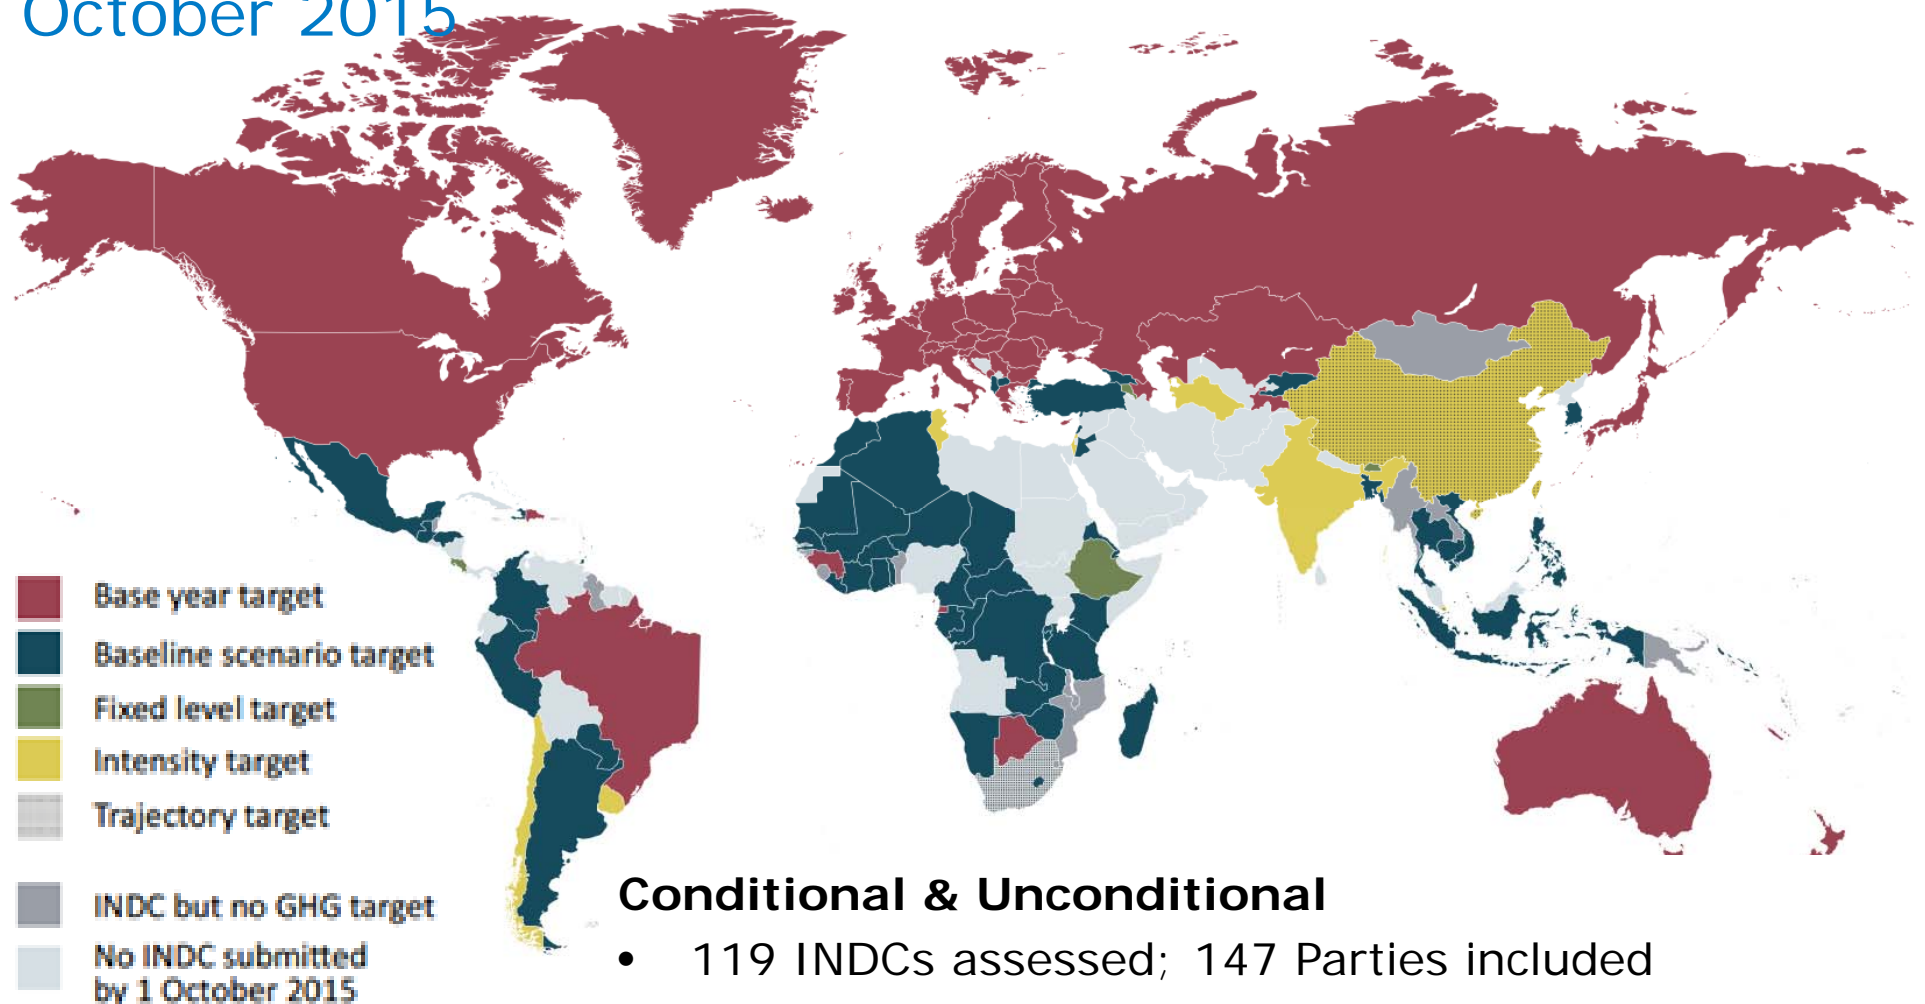 October 2015
Base year target
Baseline scenario target
Fixed level target
Intensity target
Trajectory target
INDC but no GHG target
No INDC submitted
by 1 October 2015
Conditional & Unconditional
• 119 INDCs assessed; 147 Parties included